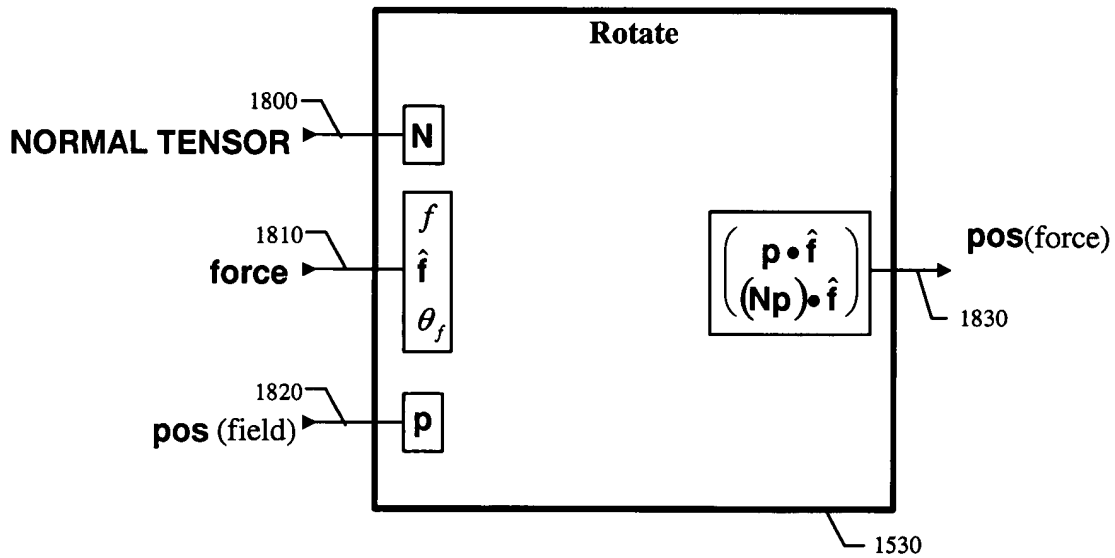 Rotate
1800
NORMAL TENSOR
N
1810
force
f
f̂
θ_f
p • f̂
(Np) • f̂
pos(force)
1830
1820
pos (field)
p
1530